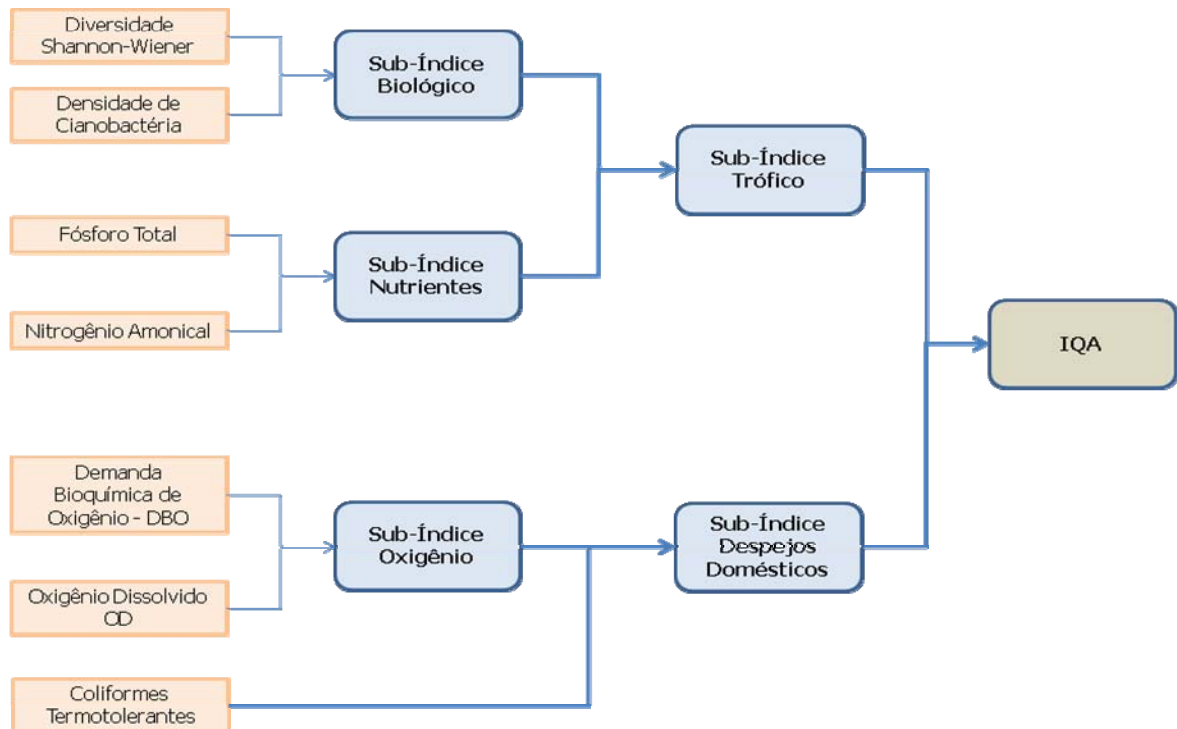 Diversidade
Shannon-Wiener
Densidade de
Cianobactéria
Sub-Índice
Biológico
Fósforo Total
Nitrogênio Amonical
Sub-Índice
Nutrientes
Sub-Índice
Trófico
Demanda
Bioquímica de
Oxigênio - DBO
Oxigênio Dissolvido
OD
Sub-Índice
Oxigênio
Coliformes
Termotolerantes
Sub-Índice
Despejos
Domésticos
IQA